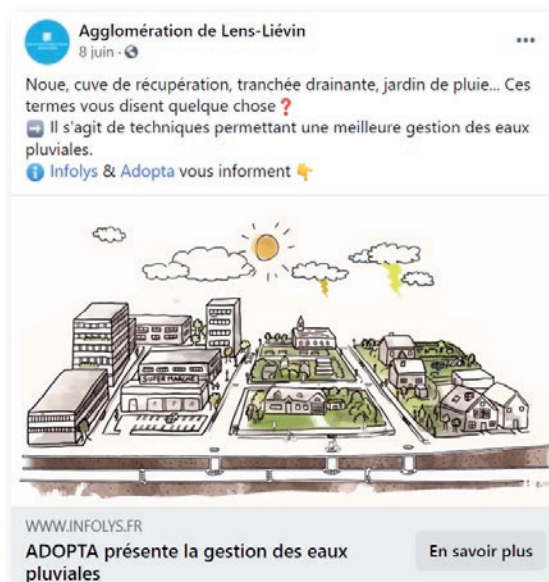 Agglomération de Lens-Liévin
8 juin ·
Noue, cuve de récupération, tranchée drainante, jardin de pluie... Ces
termes vous disent quelque chose ❓
➡️ Il s'agit de techniques permettant une meilleure gestion des eaux
pluviales.
ℹ️ Infolys & Adopta vous informent 👇
SUPER MARCHE
WWW.INFOLYS.FR
ADOPTA présente la gestion des eaux
pluviales
En savoir plus